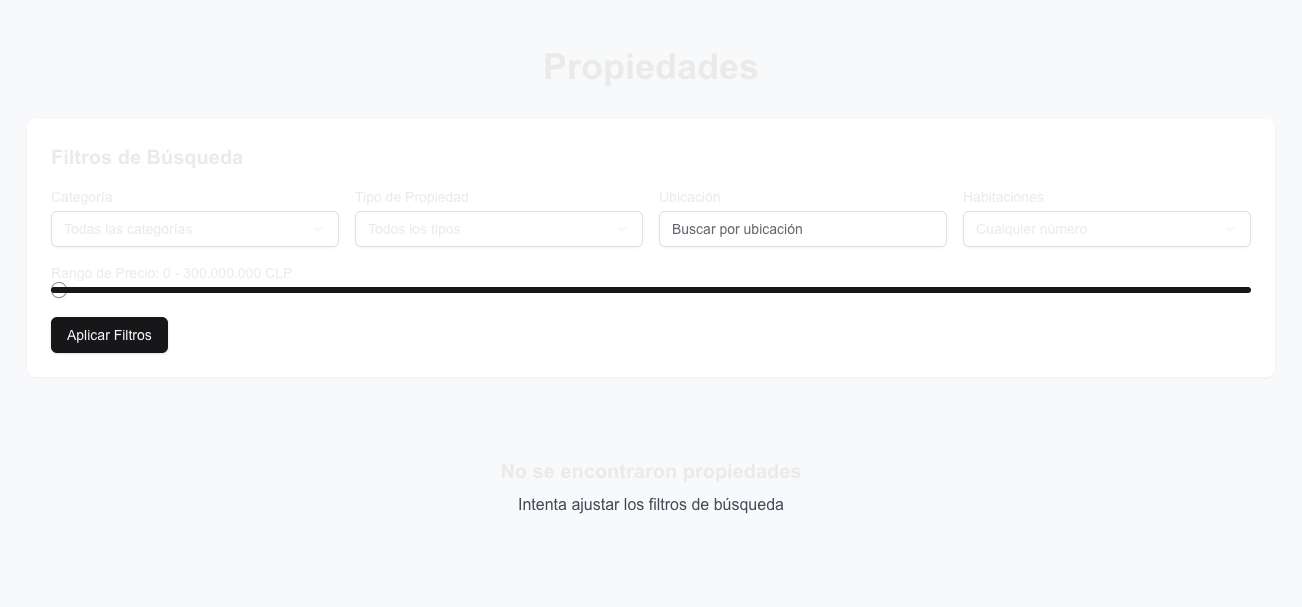 Propiedades
Filtros de Búsqueda
Categoría Tipo de Propiedad Ubicación Habitaciones
Todas las categorías Todos los tipos Buscar por ubicación Cualquier número
Rango de Precio: 0 - 300.000.000 CLP
Aplicar Filtros
No se encontraron propiedades
Intenta ajustar los filtros de búsqueda